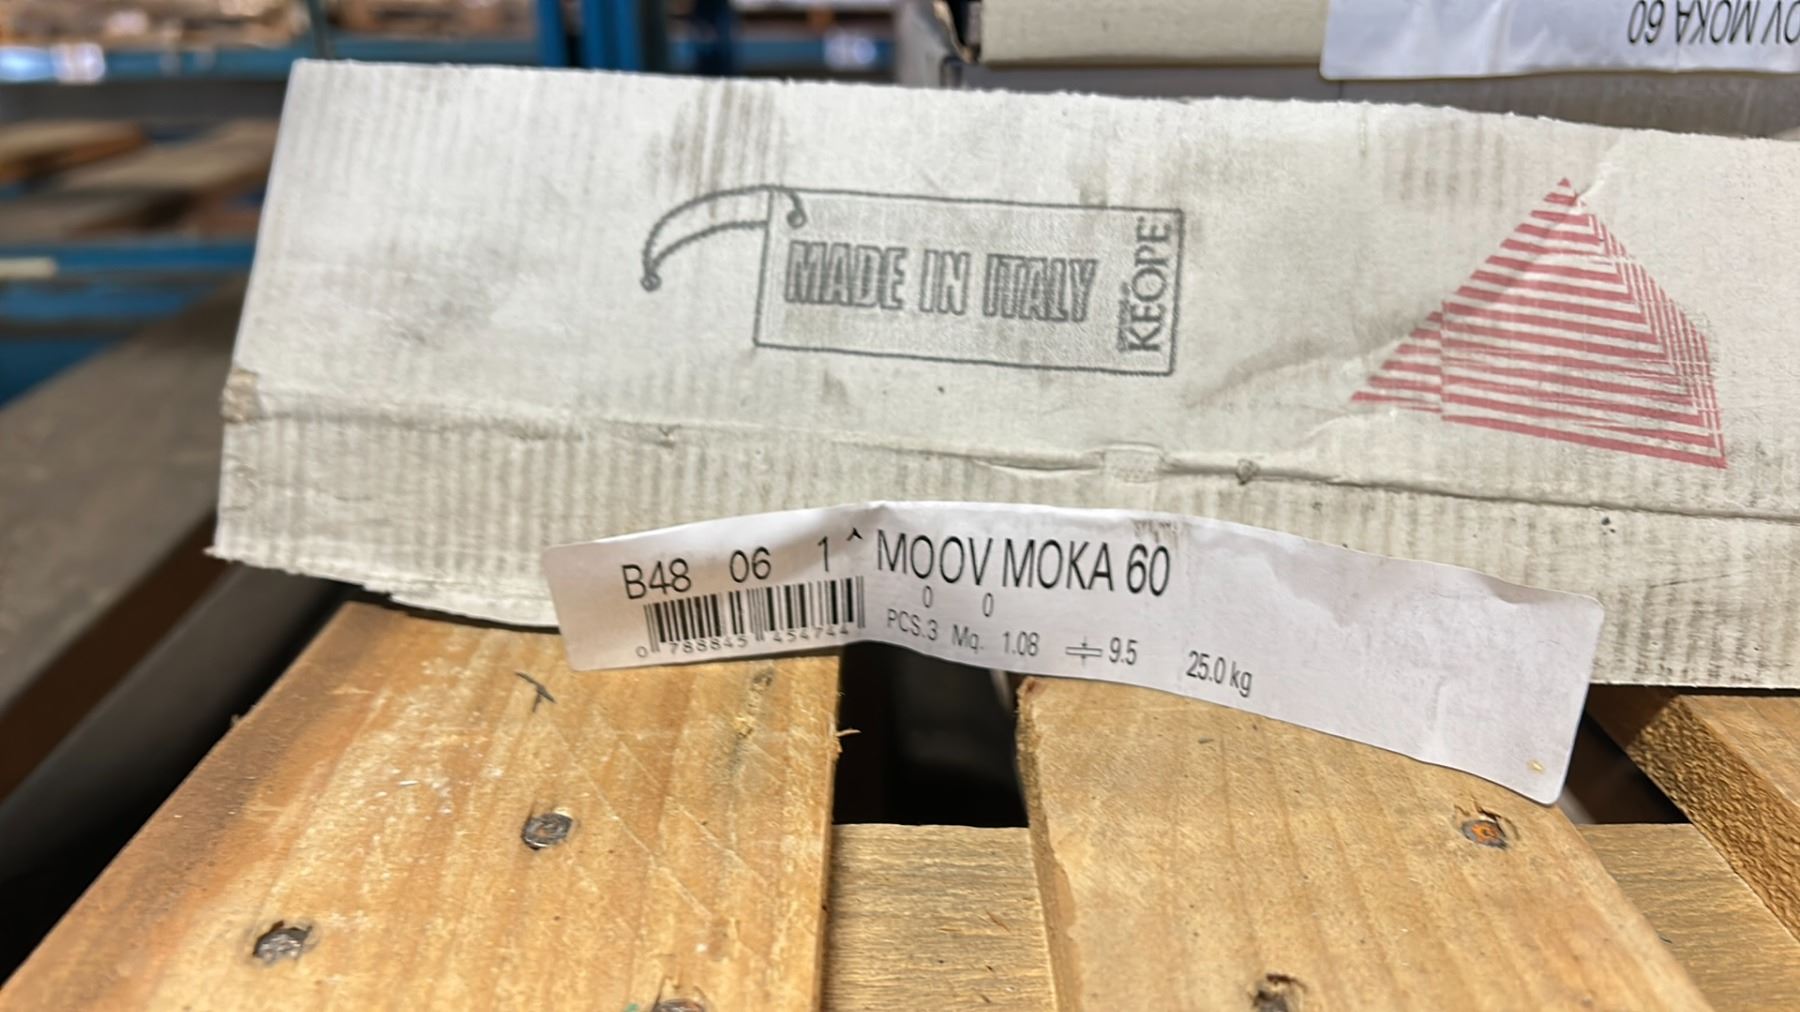 OV MOKA 60
MADE IN ITALY
KEOPE
B48 06 1^ MOOV MOKA 60
0 0
PCS.3 Mq. 1.08 9.5 25.0 kg
0 788845 454744